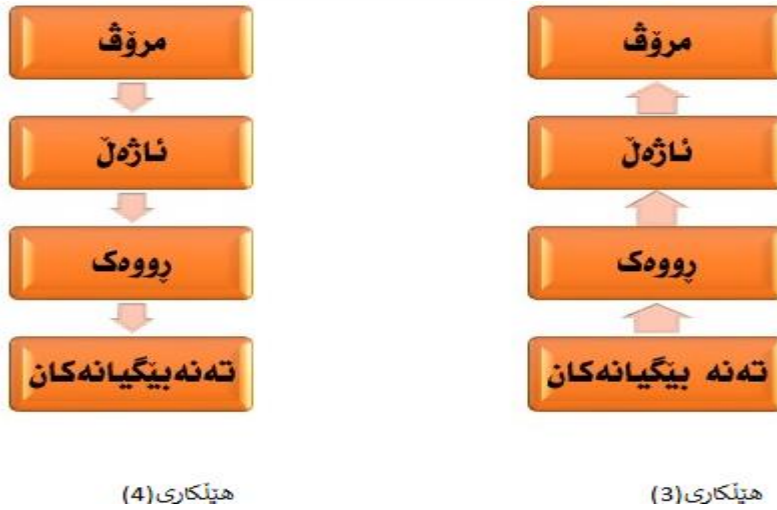 مرۆڤ
ئاژەڵ
ڕووەک
تەنە بێگیانەکان
هێڵکاری(3)
مرۆڤ
ئاژەڵ
ڕووەک
تەنەبێگیانەکان
هێڵکاری(4)